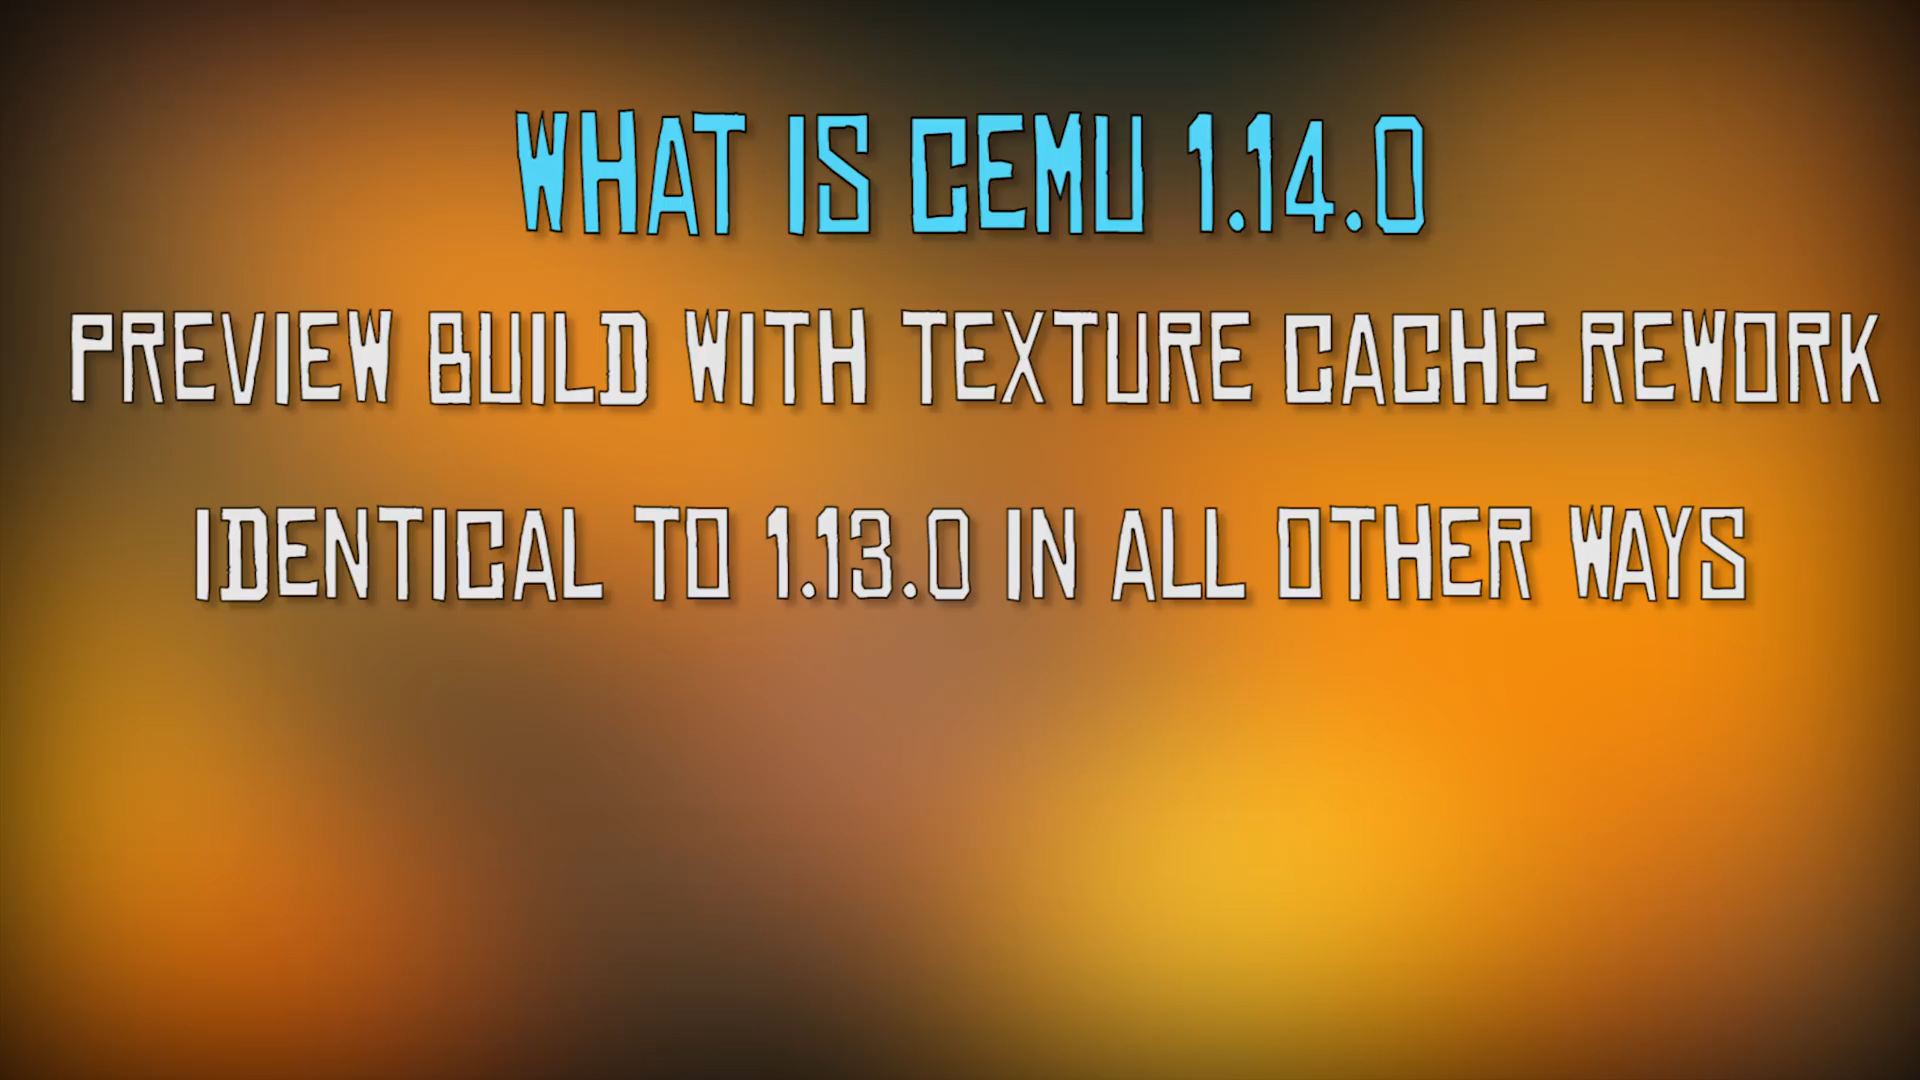 WHAT IS CEMU 1.14.0
PREVIEW BUILD WITH TEXTURE CACHE REWORK
IDENTICAL TO 1.13.0 IN ALL OTHER WAYS